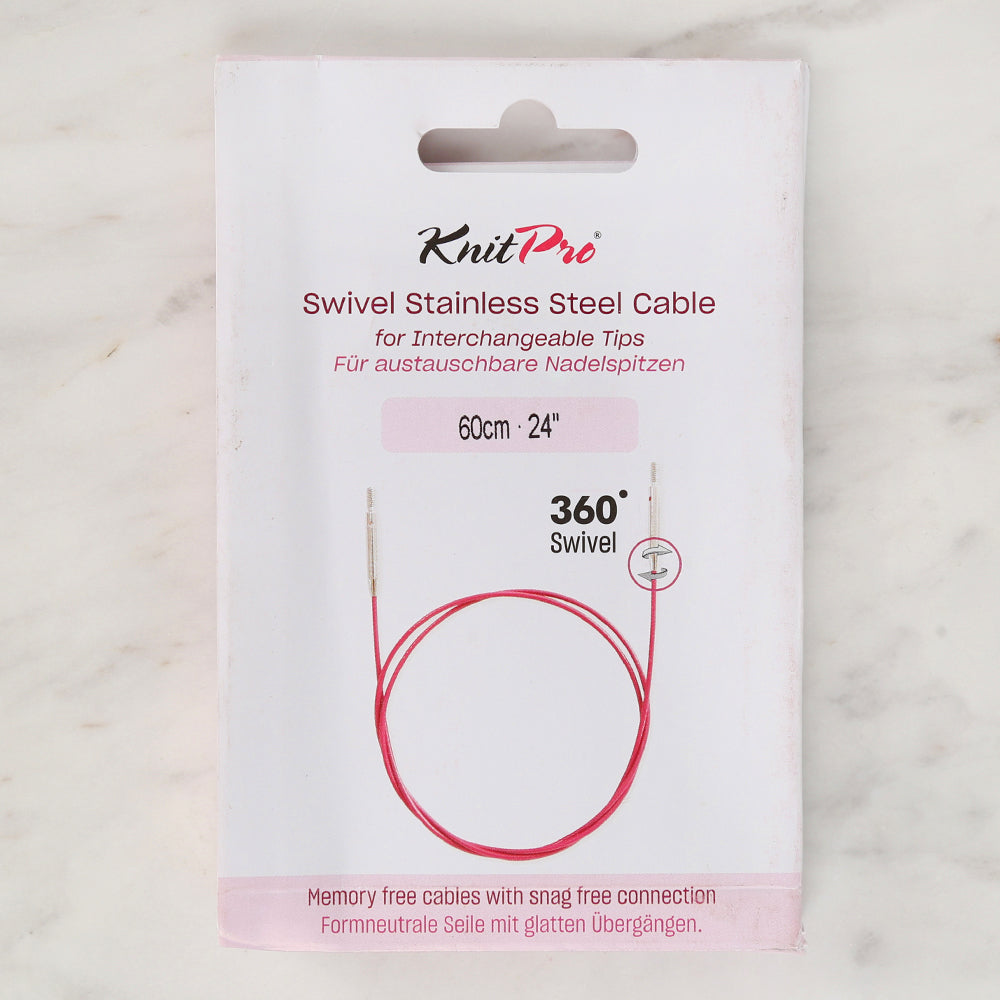 KnitPro®
Swivel Stainless Steel Cable
for Interchangeable Tips
Für austauschbare Nadelspitzen
60cm · 24"
360°
Swivel
Memory free cables with snag free connection
Formneutrale Seile mit glatten Übergängen.